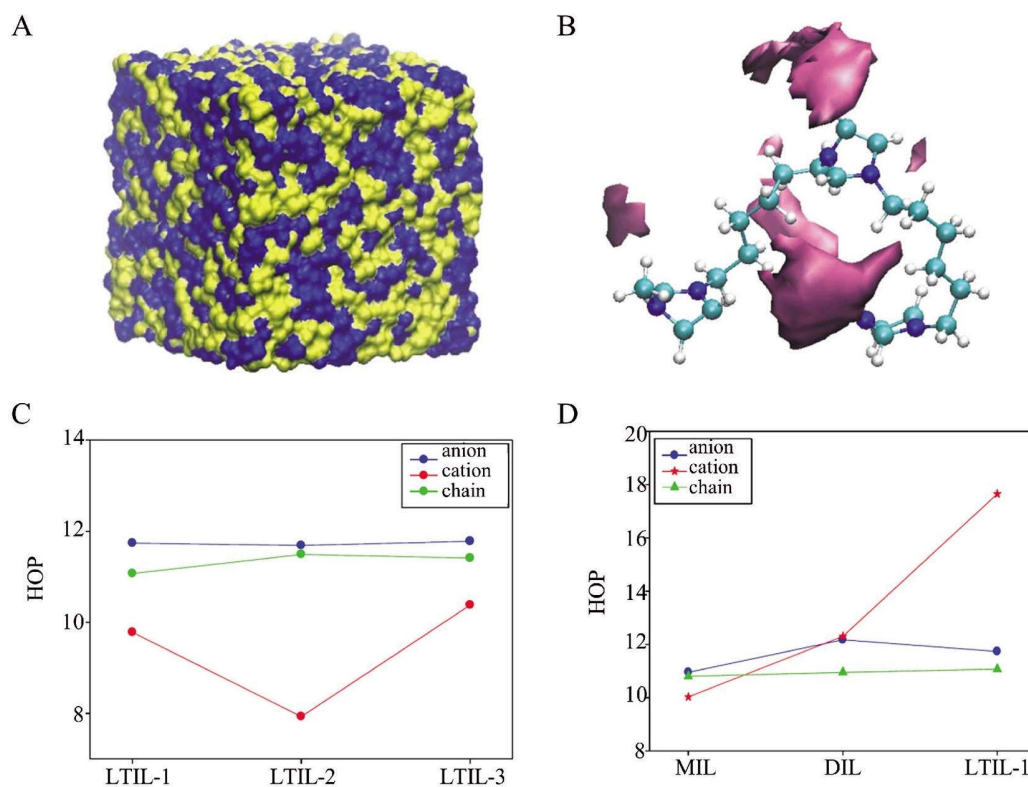 A
B
C
D
14
12
10
8
HOP
anion
cation
chain
LTIL-1
LTIL-2
LTIL-3
20
18
16
14
12
10
8
HOP
anion
cation
chain
MIL
DIL
LTIL-1